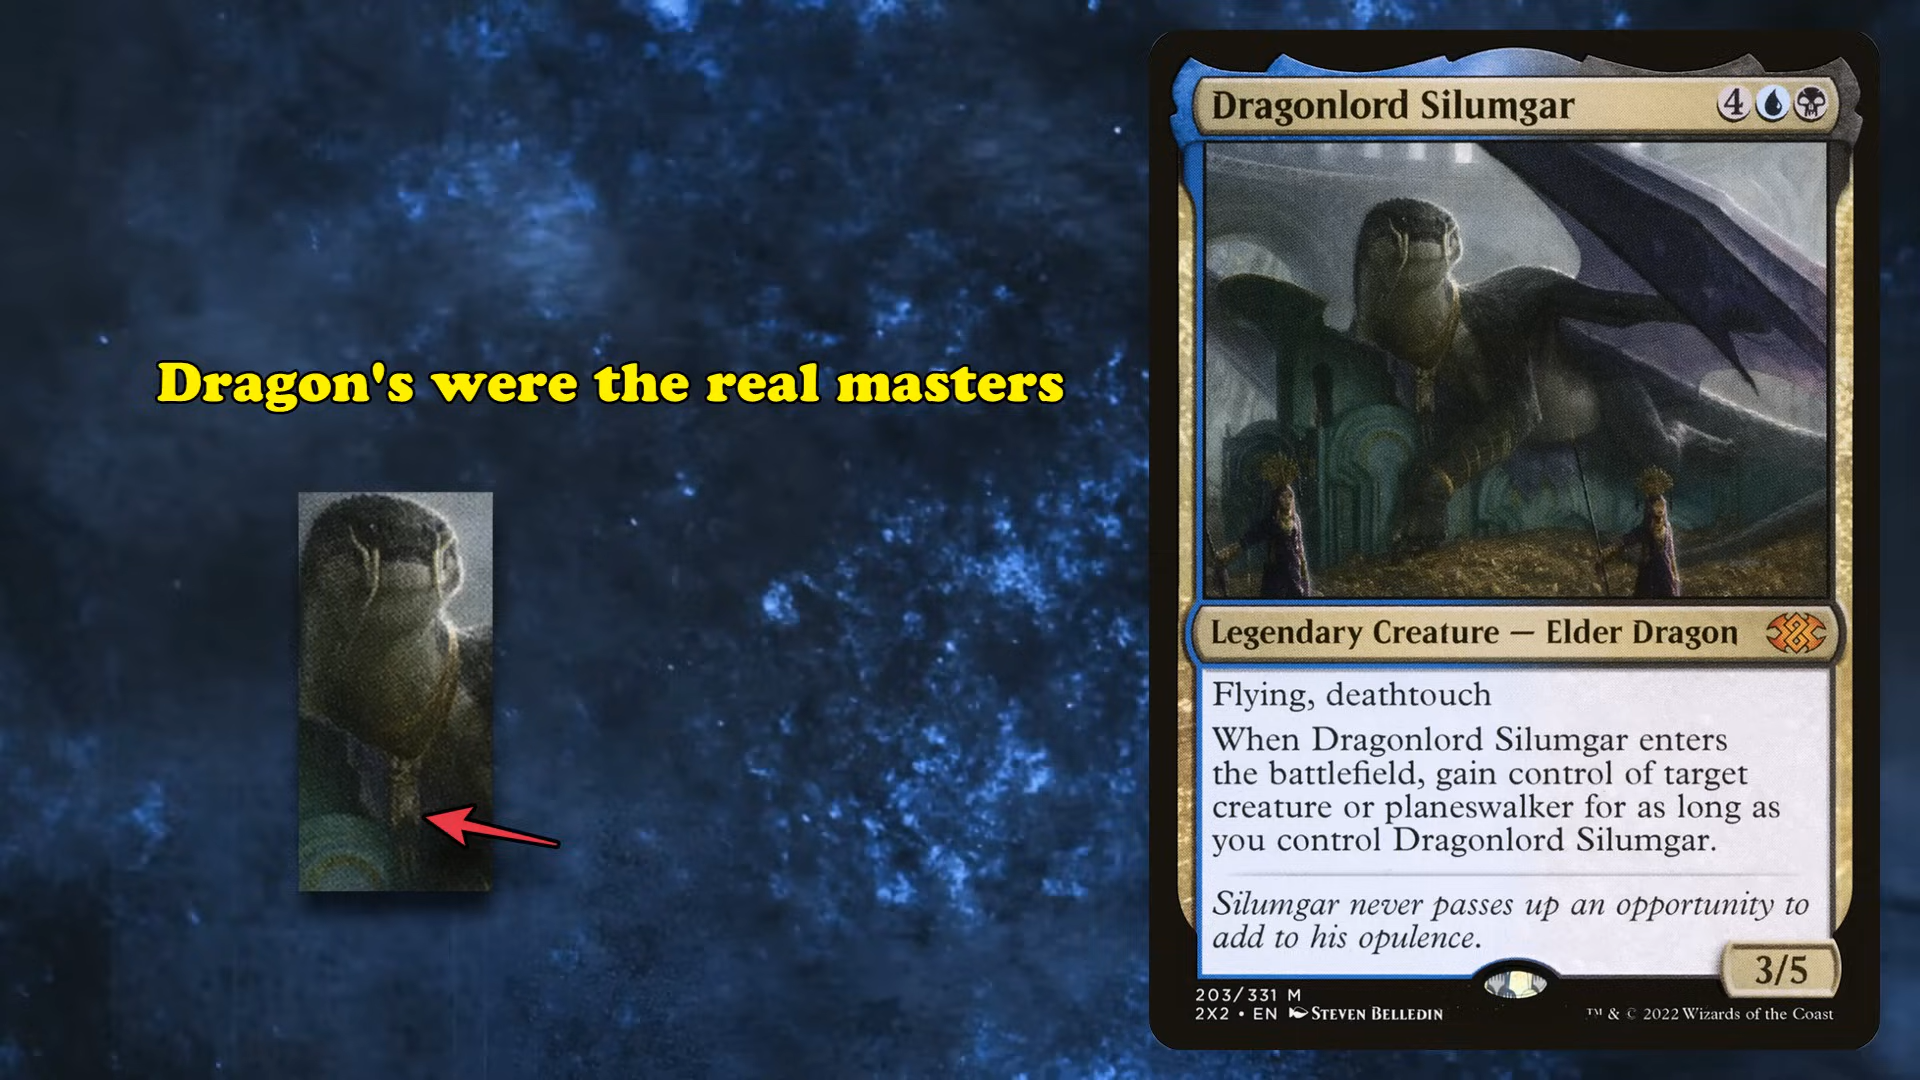 Dragon's were the real masters
Dragonlord Silumgar
4
Legendary Creature — Elder Dragon
Flying, deathtouch
When Dragonlord Silumgar enters
the battlefield, gain control of target
creature or planeswalker for as long as
you control Dragonlord Silumgar.
Silumgar never passes up an opportunity to
add to his opulence.
3/5
203/331 M
2X2 • EN STEVEN BELLEDIN
™ & © 2022 Wizards of the Coast